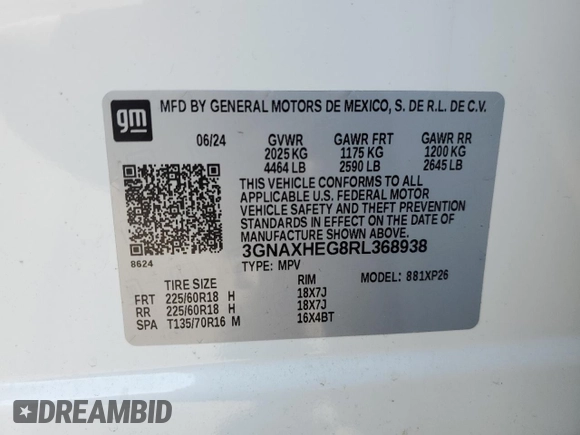 gm
MFD BY GENERAL MOTORS DE MEXICO, S. DE R.L. DE C.V.
06/24 GVWR GAWR FRT GAWR RR
2025 KG 1175 KG 1200 KG
4464 LB 2590 LB 2645 LB
THIS VEHICLE CONFORMS TO ALL
APPLICABLE U.S. FEDERAL MOTOR
VEHICLE SAFETY AND THEFT PREVENTION
STANDARDS IN EFFECT ON THE DATE OF
MANUFACTURE SHOWN ABOVE.
8624 3GNAXHEG8RL368938
TYPE: MPV MODEL: 881XP26
TIRE SIZE RIM
FRT 225/60R18 H 18X7J
RR 225/60R18 H 18X7J
SPA T135/70R16 M 16X4BT
DREAMBID